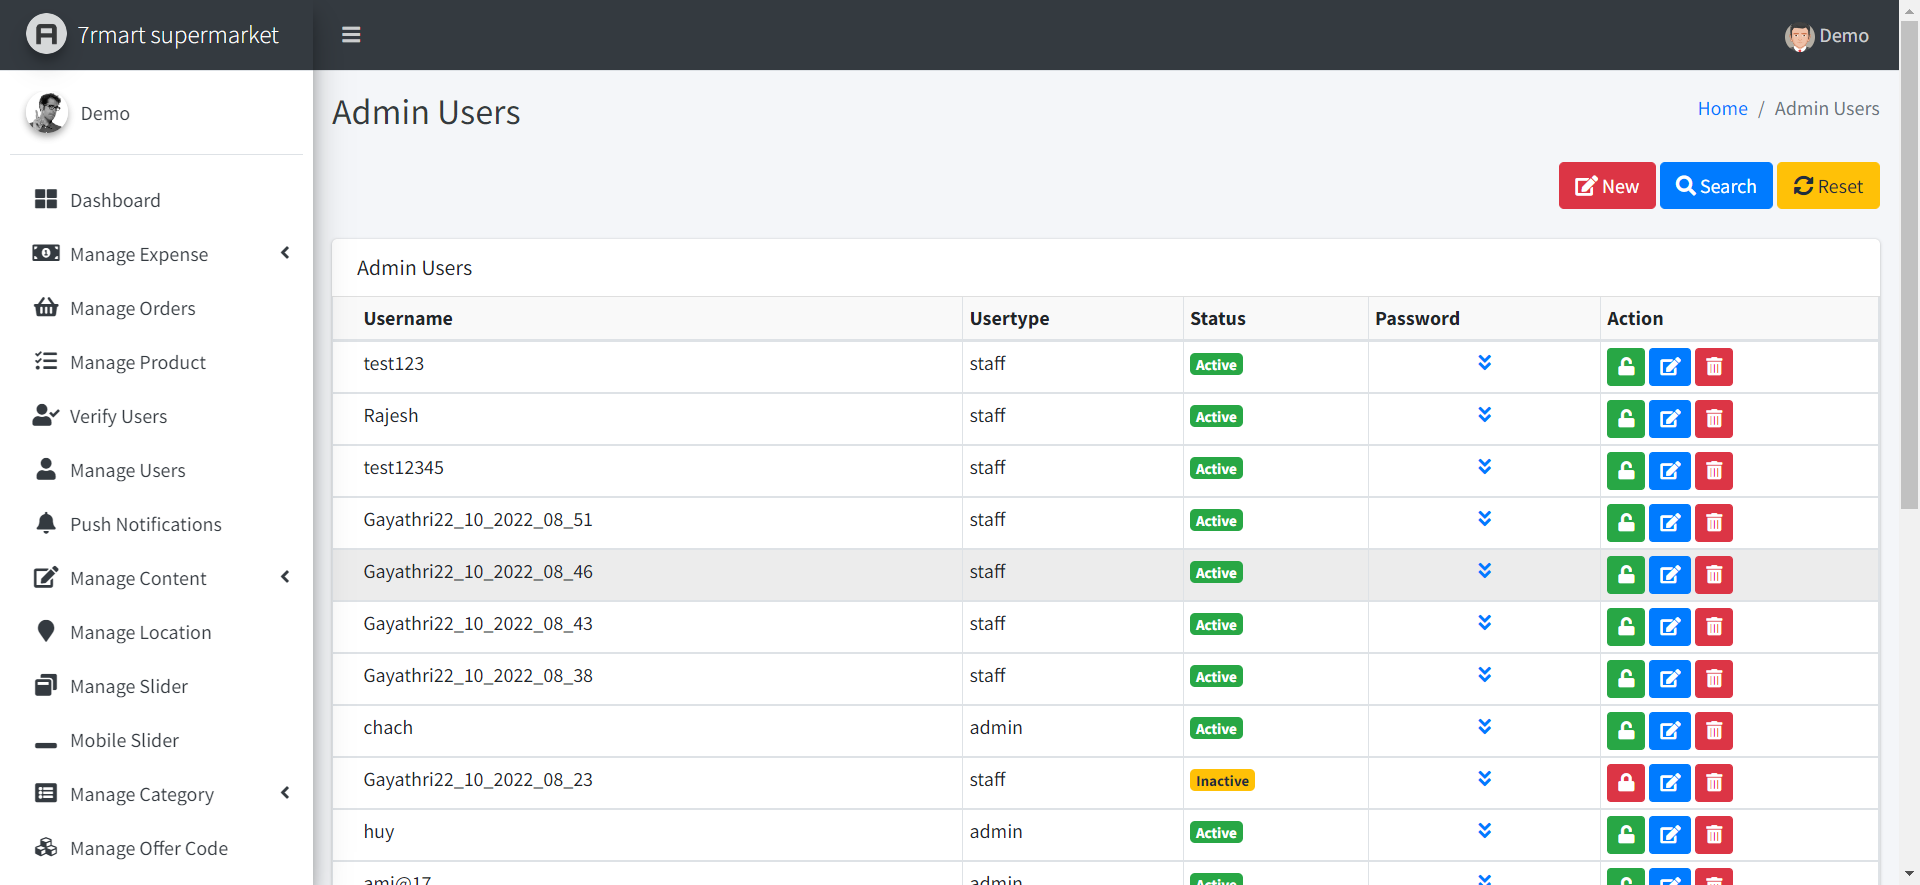 7rmart supermarket
Demo
Demo
Dashboard
Manage Expense
Manage Orders
Manage Product
Verify Users
Manage Users
Push Notifications
Manage Content
Manage Location
Manage Slider
Mobile Slider
Manage Category
Manage Offer Code
Admin Users
Home / Admin Users
New Search Reset
Admin Users
Username Usertype Status Password Action
test123 staff Active
Rajesh staff Active
test12345 staff Active
Gayathri22_10_2022_08_51 staff Active
Gayathri22_10_2022_08_46 staff Active
Gayathri22_10_2022_08_43 staff Active
Gayathri22_10_2022_08_38 staff Active
chach admin Active
Gayathri22_10_2022_08_23 staff Inactive
huy admin Active
ami@17 admin Active